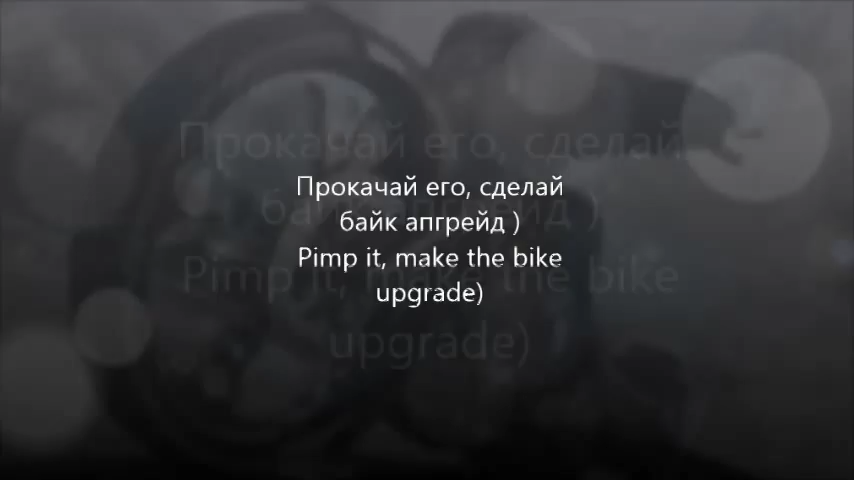 Прокачай его, сделай
байк апгрейд )
Pimp it, make the bike
upgrade)